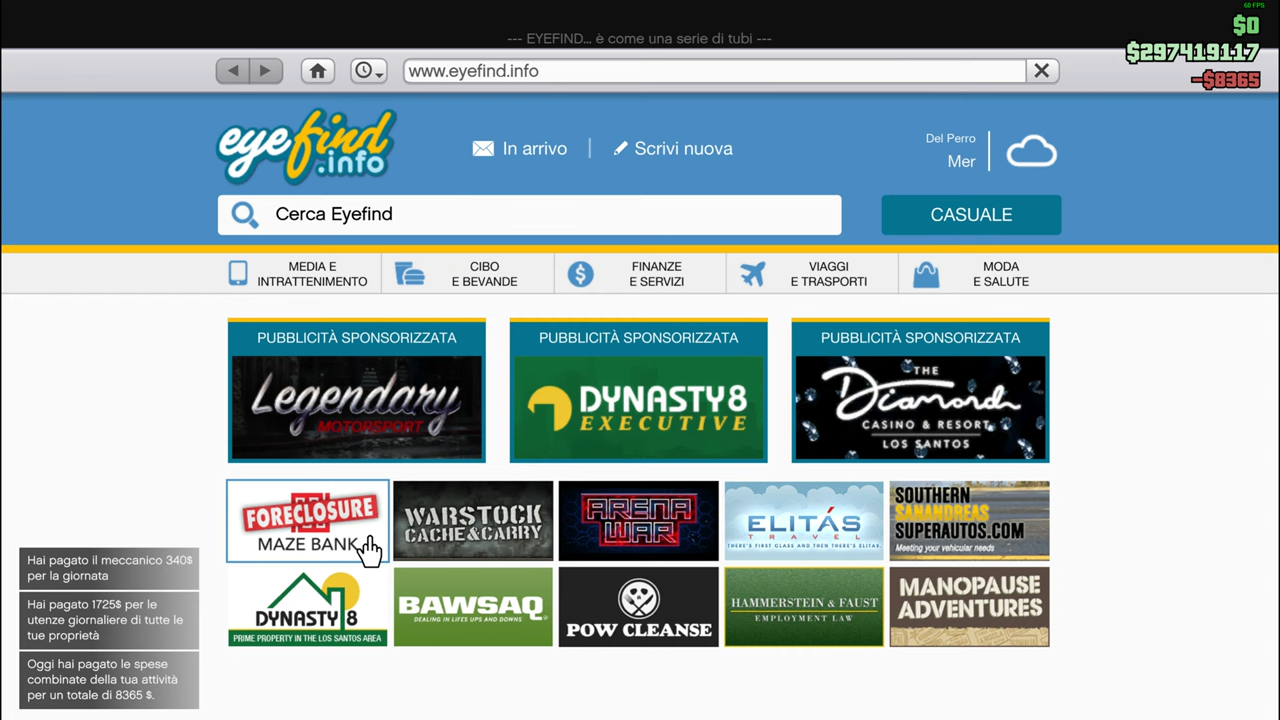 60 FPS
$0
--- EYEFIND... è come una serie di tubi ---
$297419117
www.eyefind.info
-$8365
eyefind
.info
In arrivo
Scrivi nuova
Del Perro
Mer
Cerca Eyefind
CASUALE
MEDIA E
INTRATTENIMENTO
CIBO
E BEVANDE
FINANZE
E SERVIZI
VIAGGI
E TRASPORTI
MODA
E SALUTE
PUBBLICITÀ SPONSORIZZATA
Legendary
MOTORSPORT
PUBBLICITÀ SPONSORIZZATA
DYNASTY8
EXECUTIVE
PUBBLICITÀ SPONSORIZZATA
THE
Diamond
CASINO & RESORT
LOS SANTOS
FORECLOSURE
MAZE BANK
WARSTOCK
CACHE & CARRY
ARENA
WAR
ELITÁS
TRAVEL
THERE'S FIRST CLASS AND THEN THERE'S ELITAS.
SOUTHERN
SANANDREAS
SUPERAUTOS.COM
Meeting your vehicular needs
DYNASTY 8
PRIME PROPERTY IN THE LOS SANTOS AREA
BAWSAQ
DEALING IN LIFES UPS AND DOWNS
POW CLEANSE
HAMMERSTEIN & FAUST
EMPLOYMENT LAW
MANOPAUSE
ADVENTURES
Hai pagato il meccanico 340$
per la giornata
Hai pagato 1725$ per le
utenze giornaliere di tutte le
tue proprietà
Oggi hai pagato le spese
combinate della tua attività
per un totale di 8365 $.